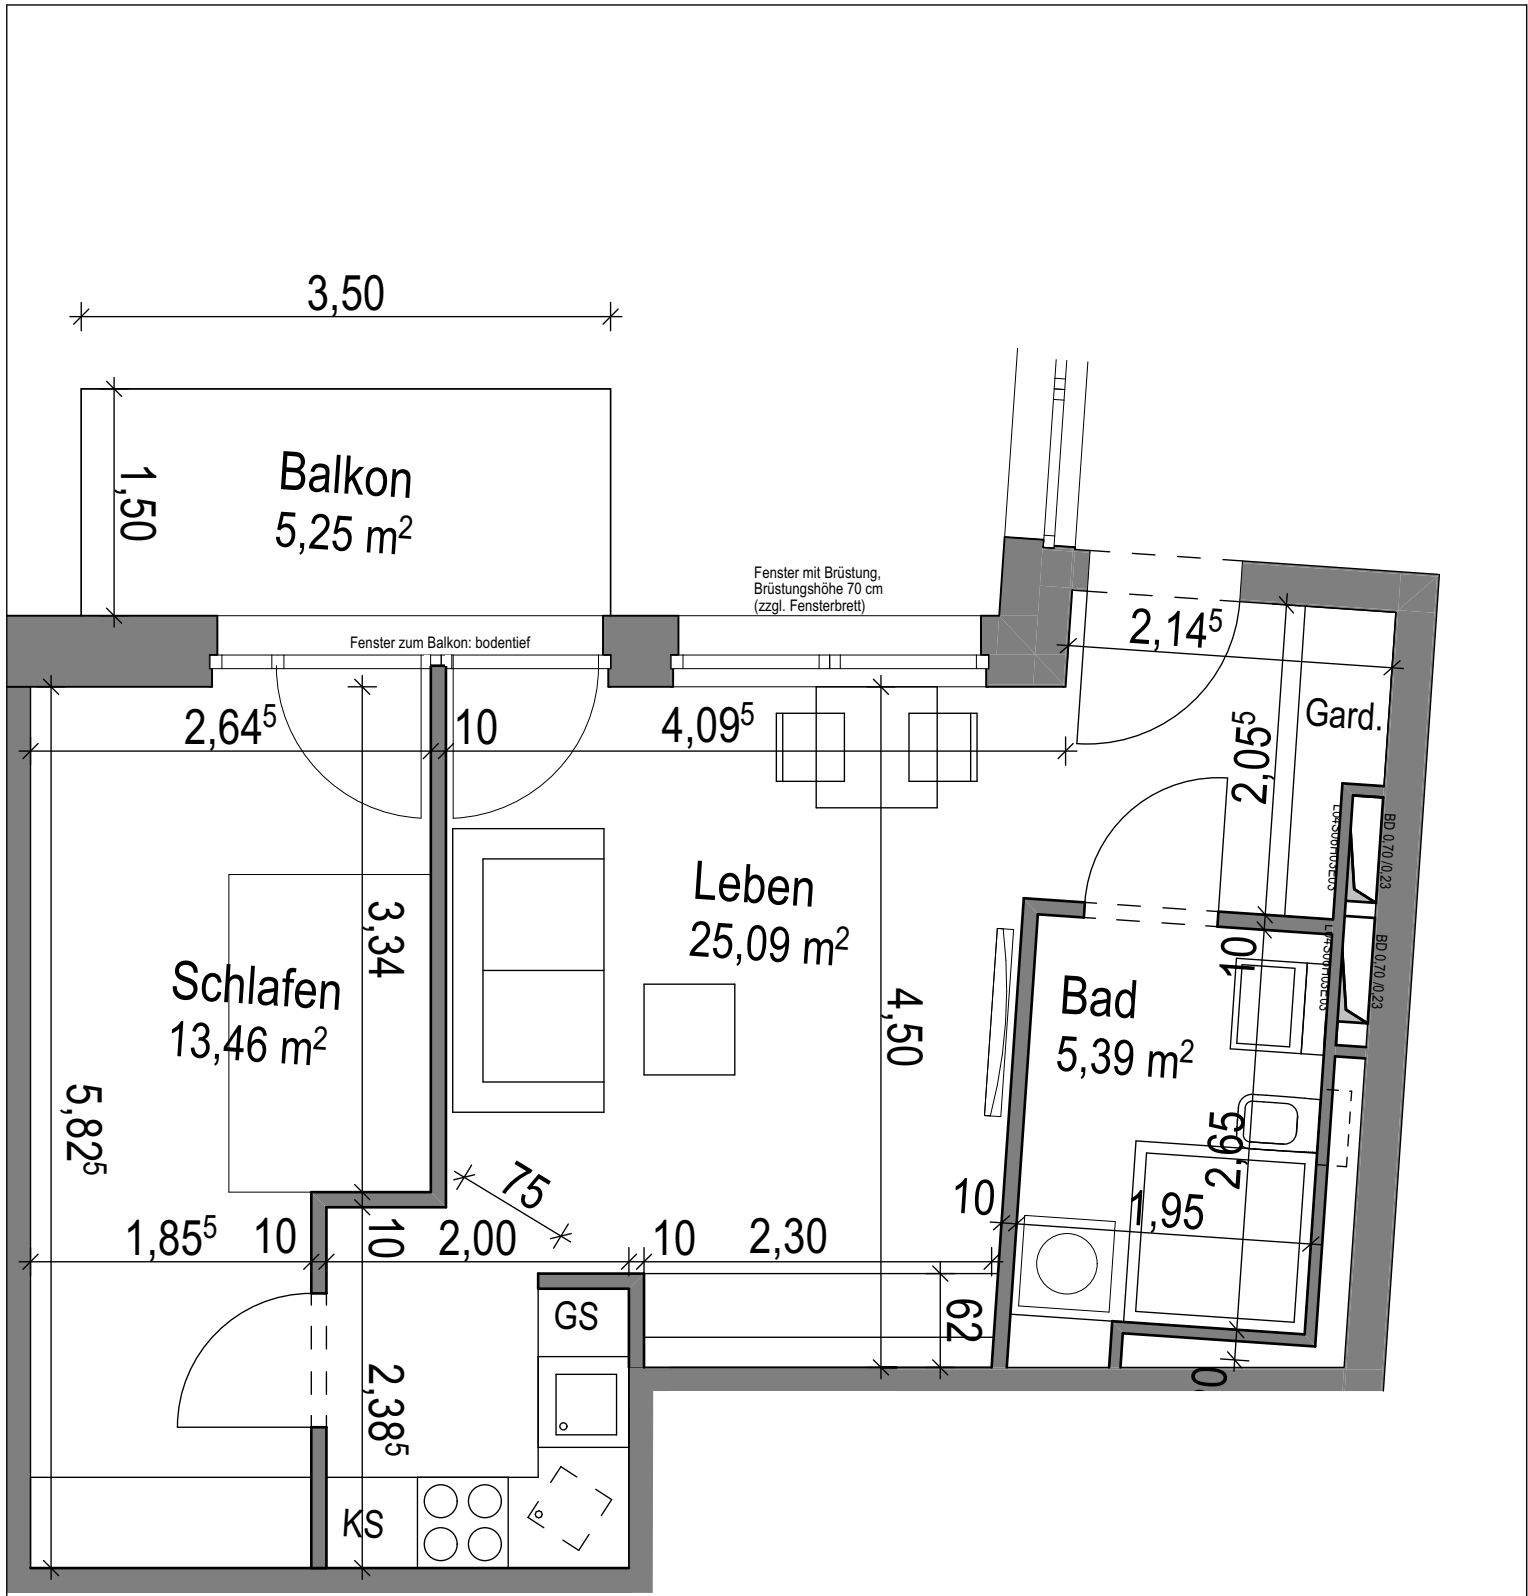 3,50
Balkon
5,25 m²
1,50
Fenster mit Brüstung,
Brüstungshöhe 70 cm
(zzgl. Fensterbrett)
Fenster zum Balkon: bodentief
2,14⁵
2,64⁵
10
4,09⁵
Gard.
2,05⁵
BD 0,70 /0,23
Leben
25,09 m²
3,34
Schlafen
13,46 m²
10
BD 0,70 /0,23
Bad
5,39 m²
4,50
5,82⁵
2,65
75
10
1,95
1,85⁵
10
10
2,00
10
2,30
62
GS
2,38⁵
KS